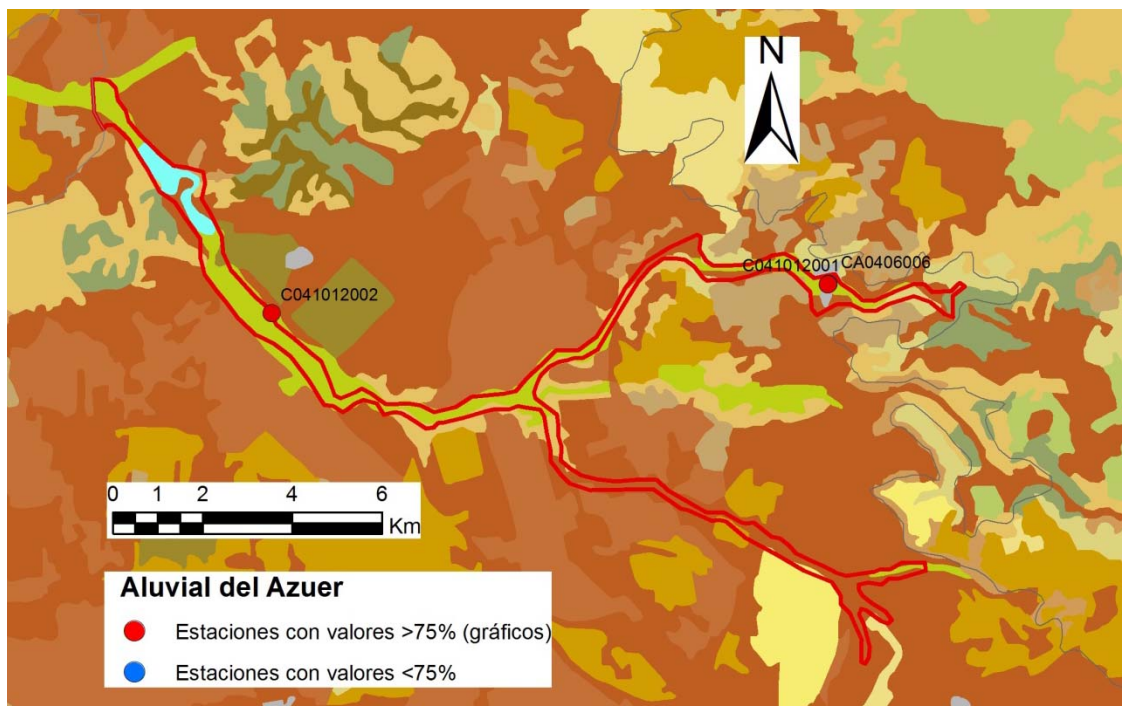 N
C041012001
CA0406006
C041012002
0 1 2 4 6
Km
Aluvial del Azuer
Estaciones con valores >75% (gráficos)
Estaciones con valores <75%